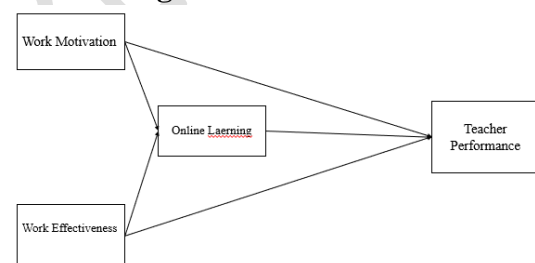 Work Motivation
Online Laerning
Teacher
Performance
Work Effectiveness